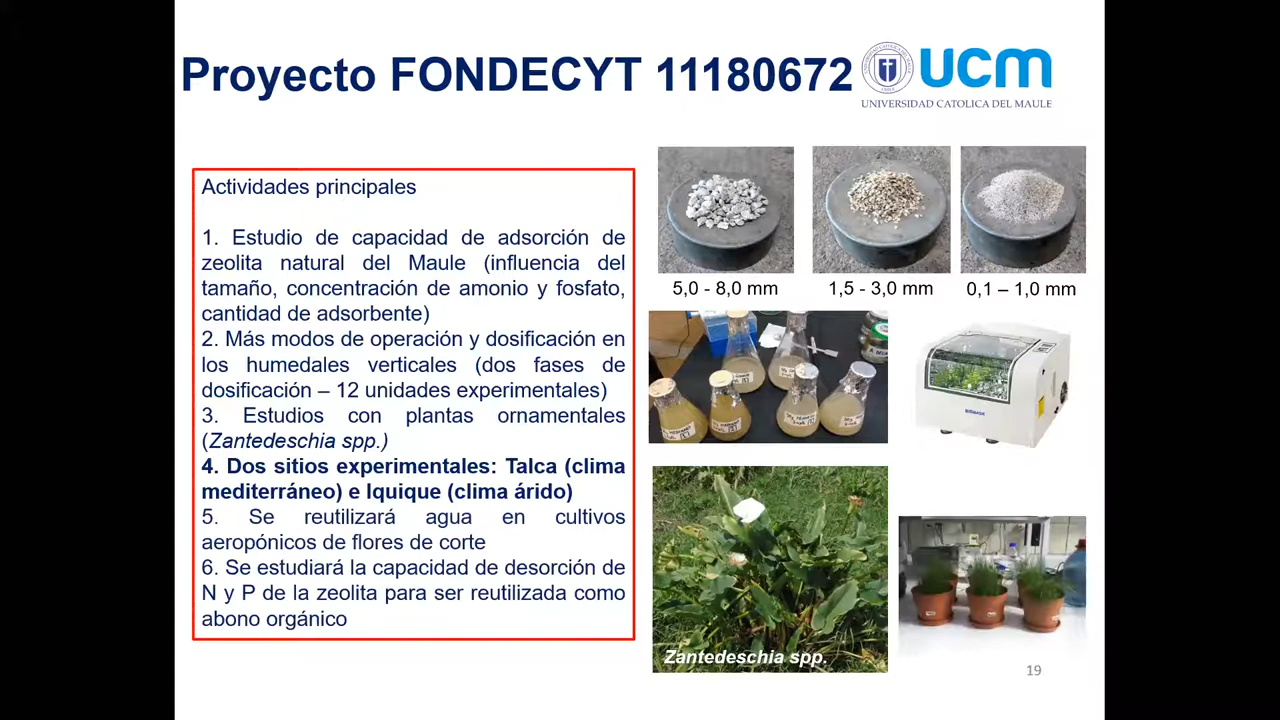 Proyecto FONDECYT 11180672
ucm
UNIVERSIDAD CATOLICA DEL MAULE
Actividades principales
1. Estudio de capacidad de adsorción de
zeolita natural del Maule (influencia del
tamaño, concentración de amonio y fosfato,
cantidad de adsorbente)
2. Más modos de operación y dosificación en
los humedales verticales (dos fases de
dosificación – 12 unidades experimentales)
3. Estudios con plantas ornamentales
(Zantedeschia spp.)
4. Dos sitios experimentales: Talca (clima
mediterráneo) e Iquique (clima árido)
5. Se reutilizará agua en cultivos
aeropónicos de flores de corte
6. Se estudiará la capacidad de desorción de
N y P de la zeolita para ser reutilizada como
abono orgánico
5,0 - 8,0 mm
1,5 - 3,0 mm
0,1 – 1,0 mm
Zantedeschia spp.
19